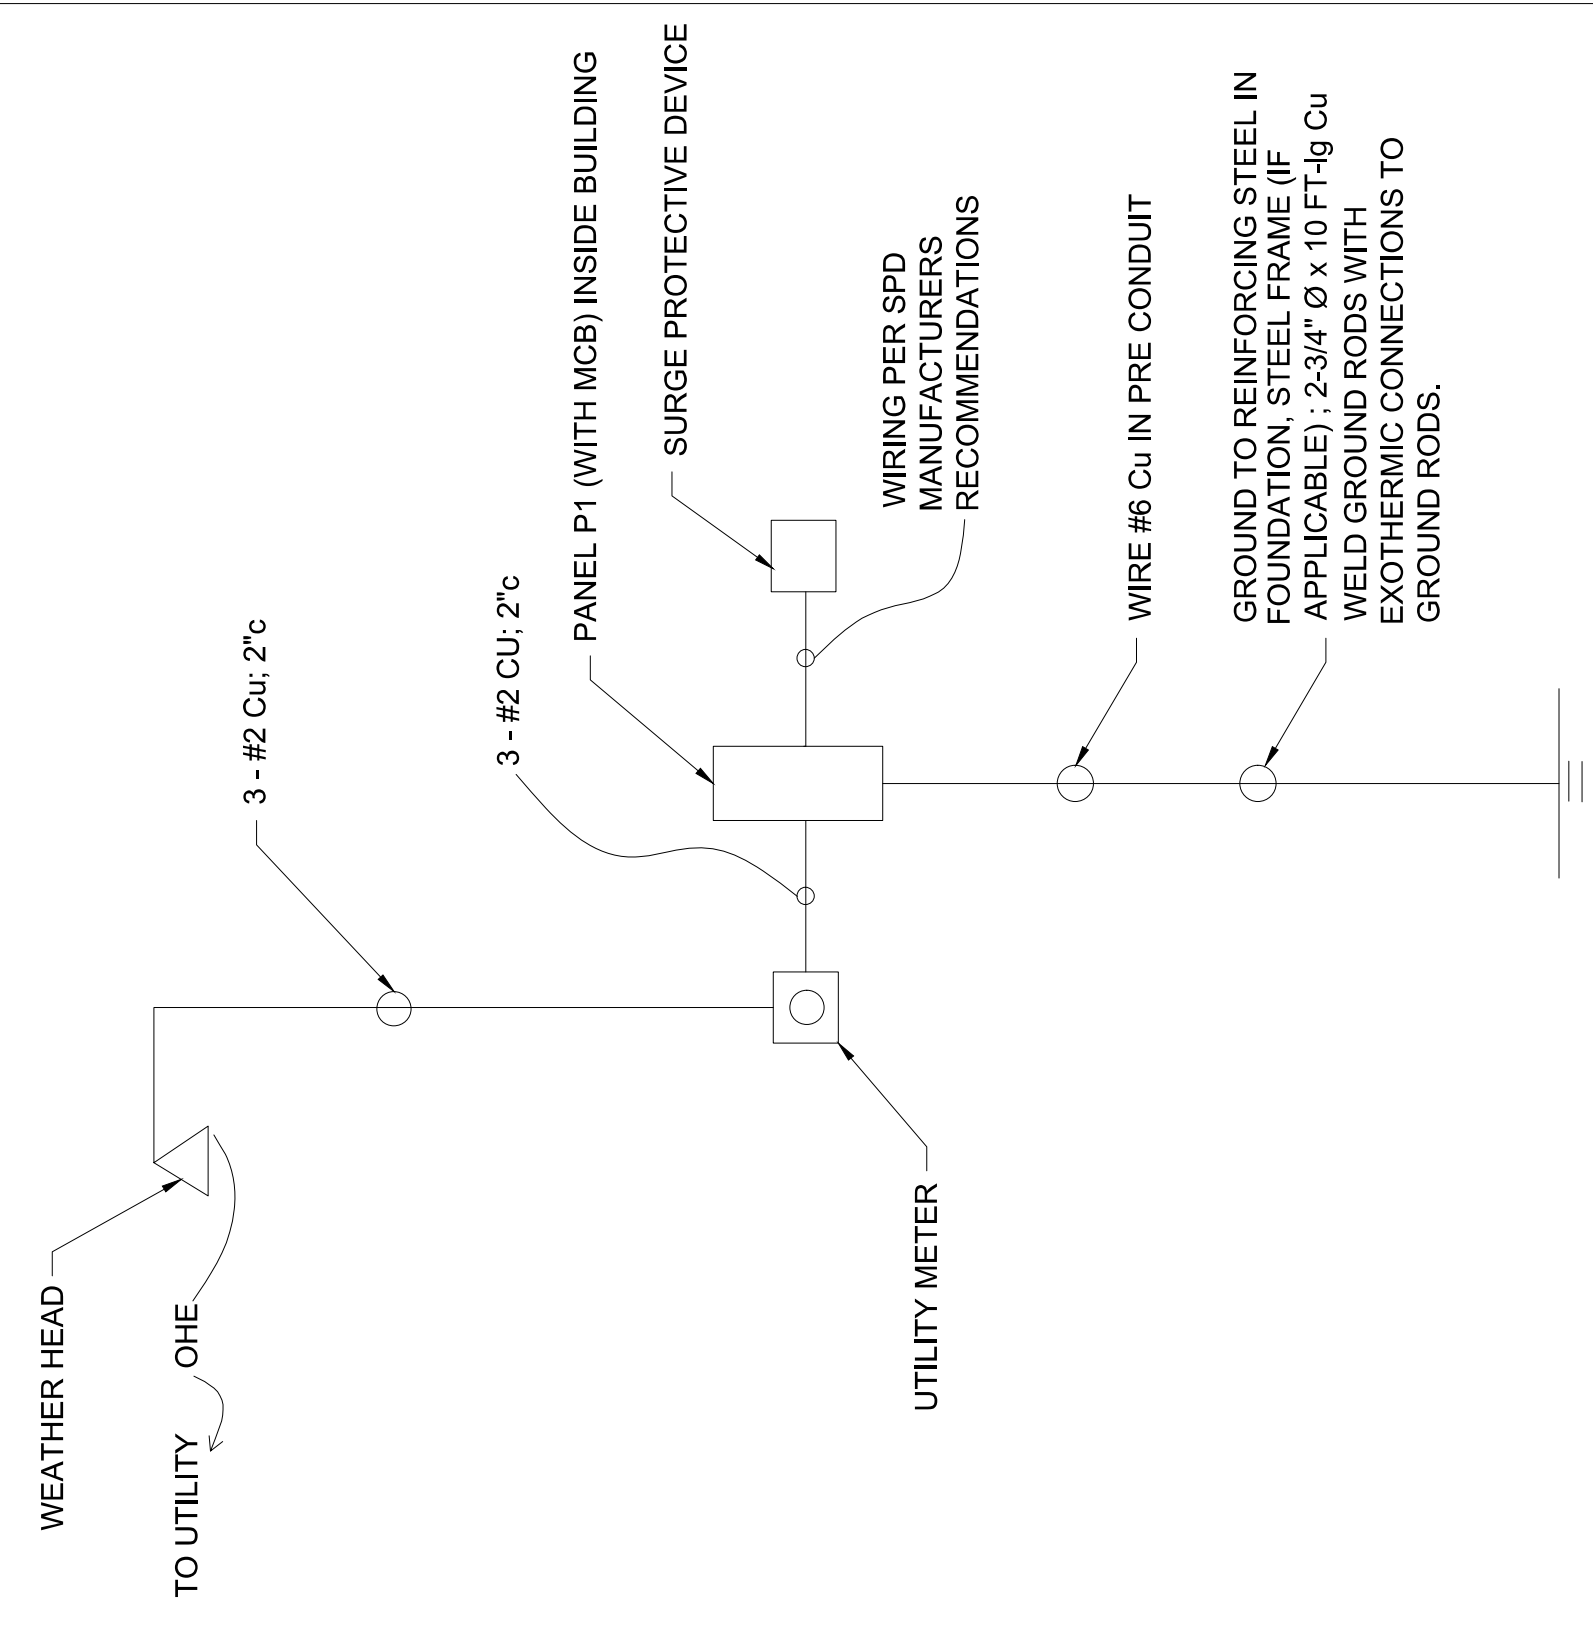 WEATHER HEAD
TO UTILITY OHE
3 - #2 Cu; 2"c
3 - #2 CU; 2"c
PANEL P1 (WITH MCB) INSIDE BUILDING
SURGE PROTECTIVE DEVICE
WIRING PER SPD
MANUFACTURERS
RECOMMENDATIONS
UTILITY METER
WIRE #6 Cu IN PRE CONDUIT
GROUND TO REINFORCING STEEL IN
FOUNDATION, STEEL FRAME (IF
APPLICABLE) ; 2-3/4" Ø x 10 FT-lg Cu
WELD GROUND RODS WITH
EXOTHERMIC CONNECTIONS TO
GROUND RODS.